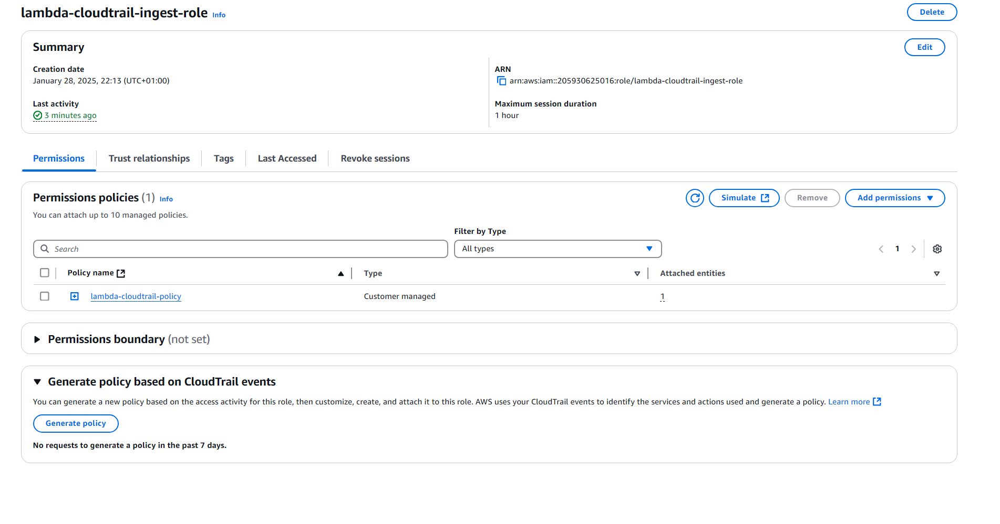 lambda-cloudtrail-ingest-role Info
Delete
Summary
Edit
Creation date
January 28, 2025, 22:13 (UTC+01:00)
ARN
arn:aws:iam::205930625016:role/lambda-cloudtrail-ingest-role
Last activity
3 minutes ago
Maximum session duration
1 hour
Permissions
Trust relationships
Tags
Last Accessed
Revoke sessions
Permissions policies (1) Info
Simulate
Remove
Add permissions
You can attach up to 10 managed policies.
Filter by Type
Search
All types
1
Policy name
Type
Attached entities
lambda-cloudtrail-policy
Customer managed
1
Permissions boundary (not set)
Generate policy based on CloudTrail events
You can generate a new policy based on the access activity for this role, then customize, create, and attach it to this role. AWS uses your CloudTrail events to identify the services and actions used and generate a policy. Learn more
Generate policy
No requests to generate a policy in the past 7 days.